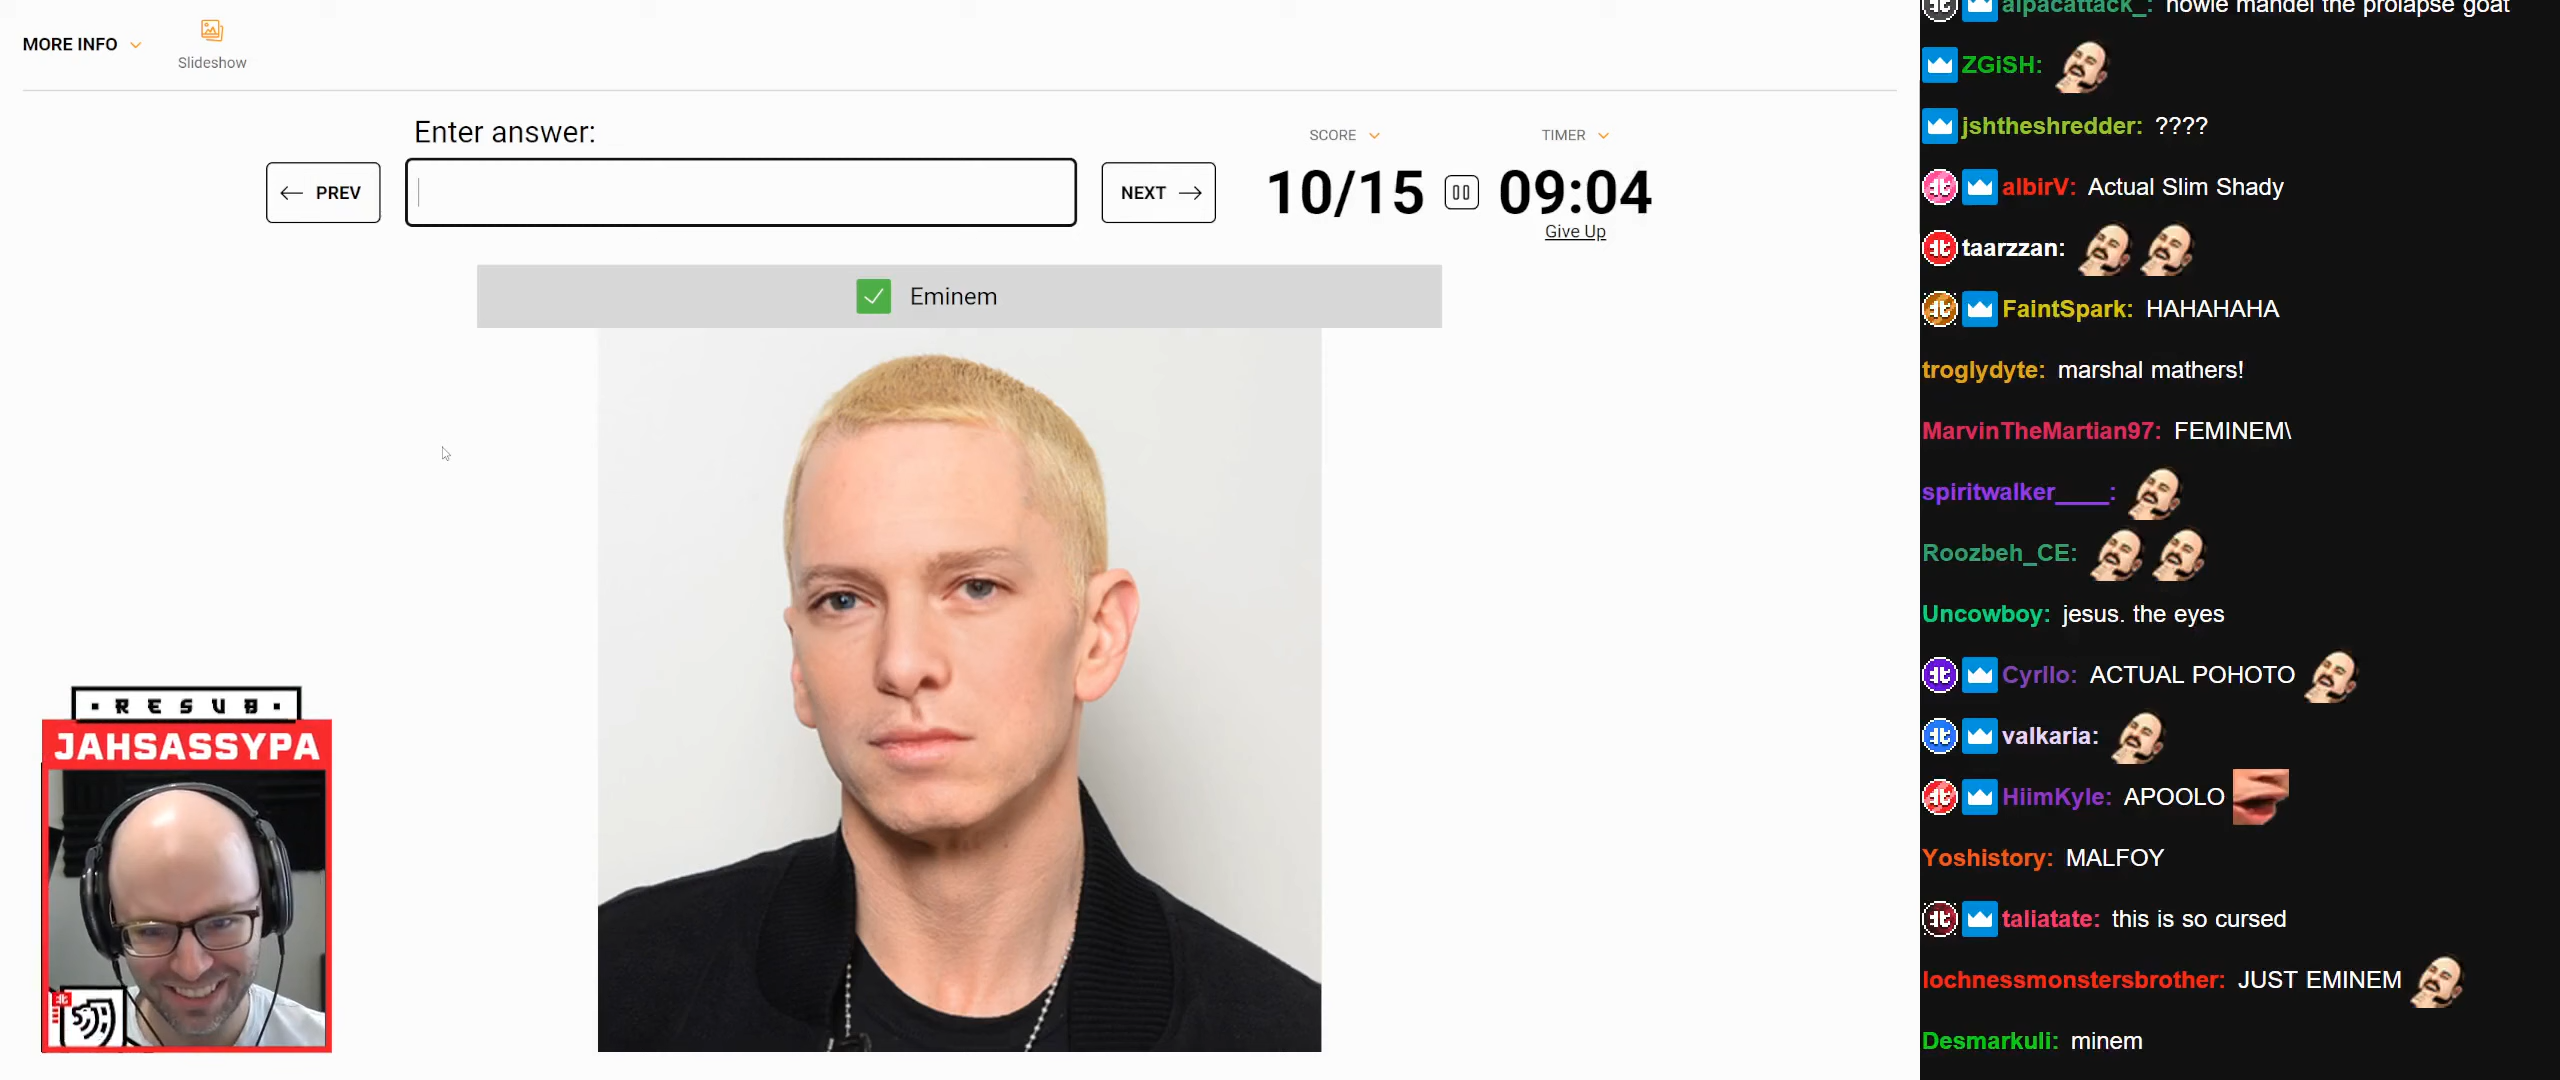 MORE INFO
Slideshow
Enter answer:
PREV
NEXT
SCORE
10/15
TIMER
09:04
Give Up
Eminem
• R E S U B •
JAHSASSYPA
alpacattack_: howie mandel the prolapse goat
ZGiSH:
jshtheshredder: ????
albirV: Actual Slim Shady
taarzzan:
FaintSpark: HAHAHAHA
troglydyte: marshal mathers!
MarvinTheMartian97: FEMINEM\
spiritwalker____:
Roozbeh_CE:
Uncowboy: jesus. the eyes
Cyrllo: ACTUAL POHOTO
valkaria:
HiimKyle: APOOLO
Yoshistory: MALFOY
taliatate: this is so cursed
lochnessmonstersbrother: JUST EMINEM
Desmarkuli: minem